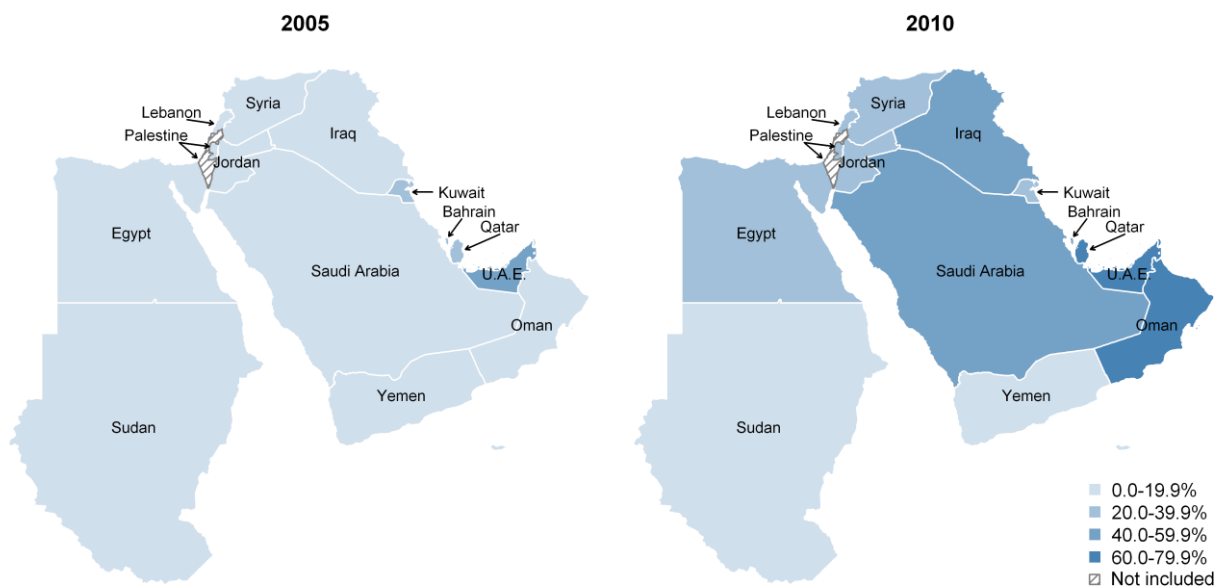 2005
Lebanon
Syria
Palestine
Iraq
Jordan
Kuwait
Bahrain
Qatar
Egypt
Saudi Arabia
U.A.E.
Oman
Yemen
Sudan
2010
Lebanon
Syria
Palestine
Iraq
Jordan
Kuwait
Bahrain
Qatar
Egypt
Saudi Arabia
U.A.E.
Oman
Yemen
Sudan
0.0-19.9%
20.0-39.9%
40.0-59.9%
60.0-79.9%
Not included